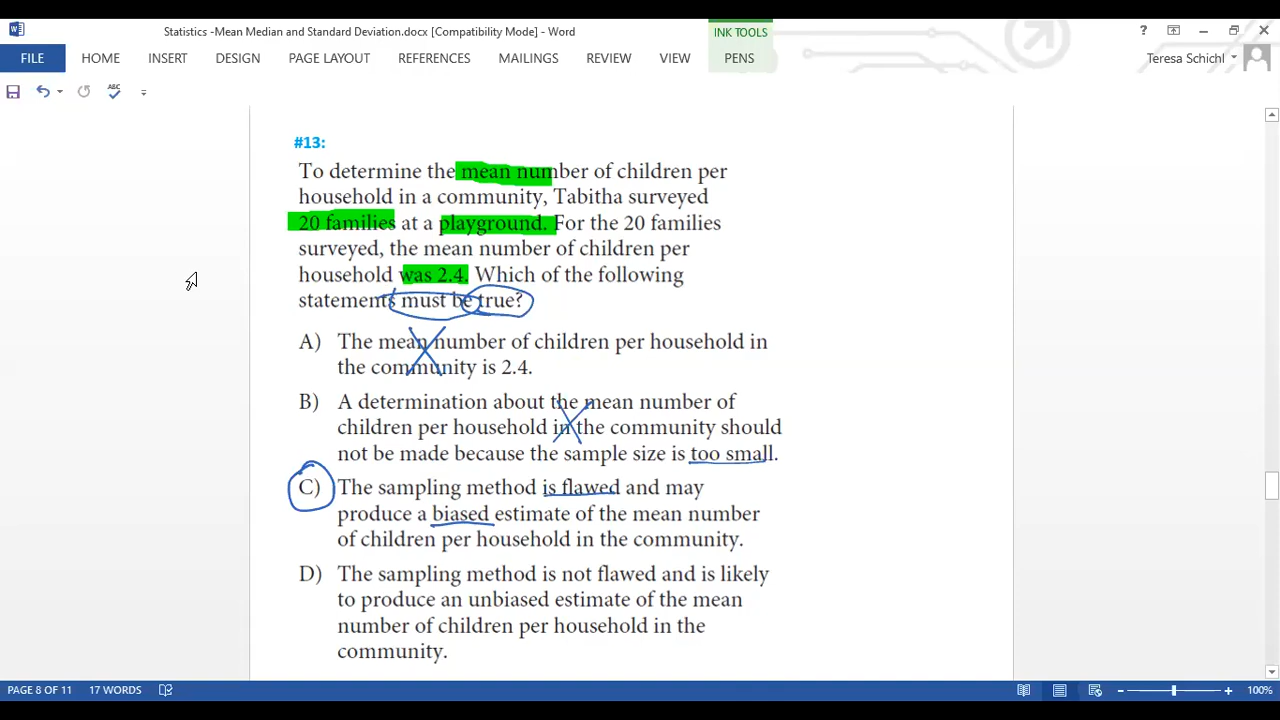 Statistics -Mean Median and Standard Deviation.docx [Compatibility Mode] - Word
INK TOOLS
?
FILE HOME INSERT DESIGN PAGE LAYOUT REFERENCES MAILINGS REVIEW VIEW PENS
Teresa Schichl
ABC
#13:
To determine the mean number of children per
household in a community, Tabitha surveyed
20 families at a playground. For the 20 families
surveyed, the mean number of children per
household was 2.4. Which of the following
statements must be true?
A) The mean number of children per household in
the community is 2.4.
B) A determination about the mean number of
children per household in the community should
not be made because the sample size is too small.
C) The sampling method is flawed and may
produce a biased estimate of the mean number
of children per household in the community.
D) The sampling method is not flawed and is likely
to produce an unbiased estimate of the mean
number of children per household in the
community.
PAGE 8 OF 11 17 WORDS 100%